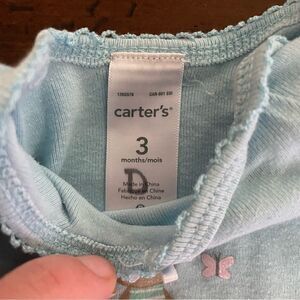 carter's®
3
months/mois
D
Made in China
Fabriqué en Chine
Hecho en China